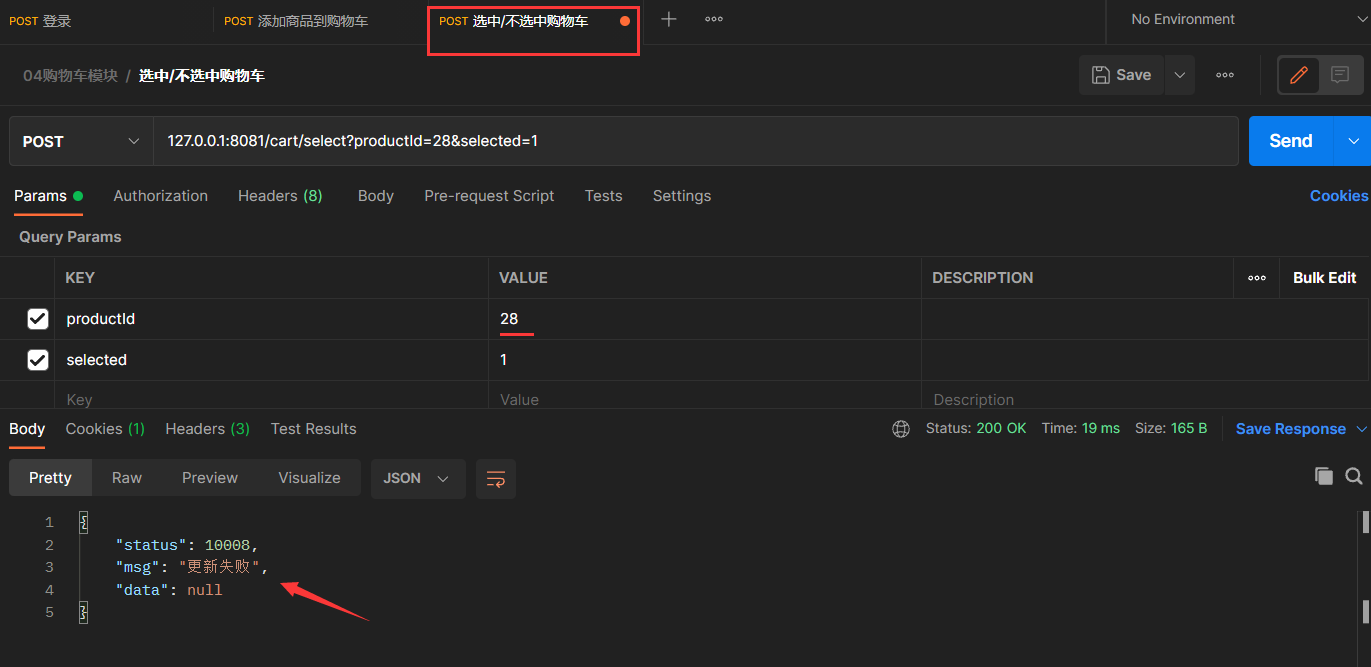 POST 登录 POST 添加商品到购物车 POST 选中/不选中购物车 No Environment
04购物车模块 / 选中/不选中购物车 Save
POST 127.0.0.1:8081/cart/select?productId=28&selected=1 Send
Params Authorization Headers (8) Body Pre-request Script Tests Settings Cookies
Query Params
KEY VALUE DESCRIPTION Bulk Edit
productId 28
selected 1
Key Value Description
Body Cookies (1) Headers (3) Test Results Status: 200 OK Time: 19 ms Size: 165 B Save Response
Pretty Raw Preview Visualize JSON
1 {
2 "status": 10008,
3 "msg": "更新失败",
4 "data": null
5 }